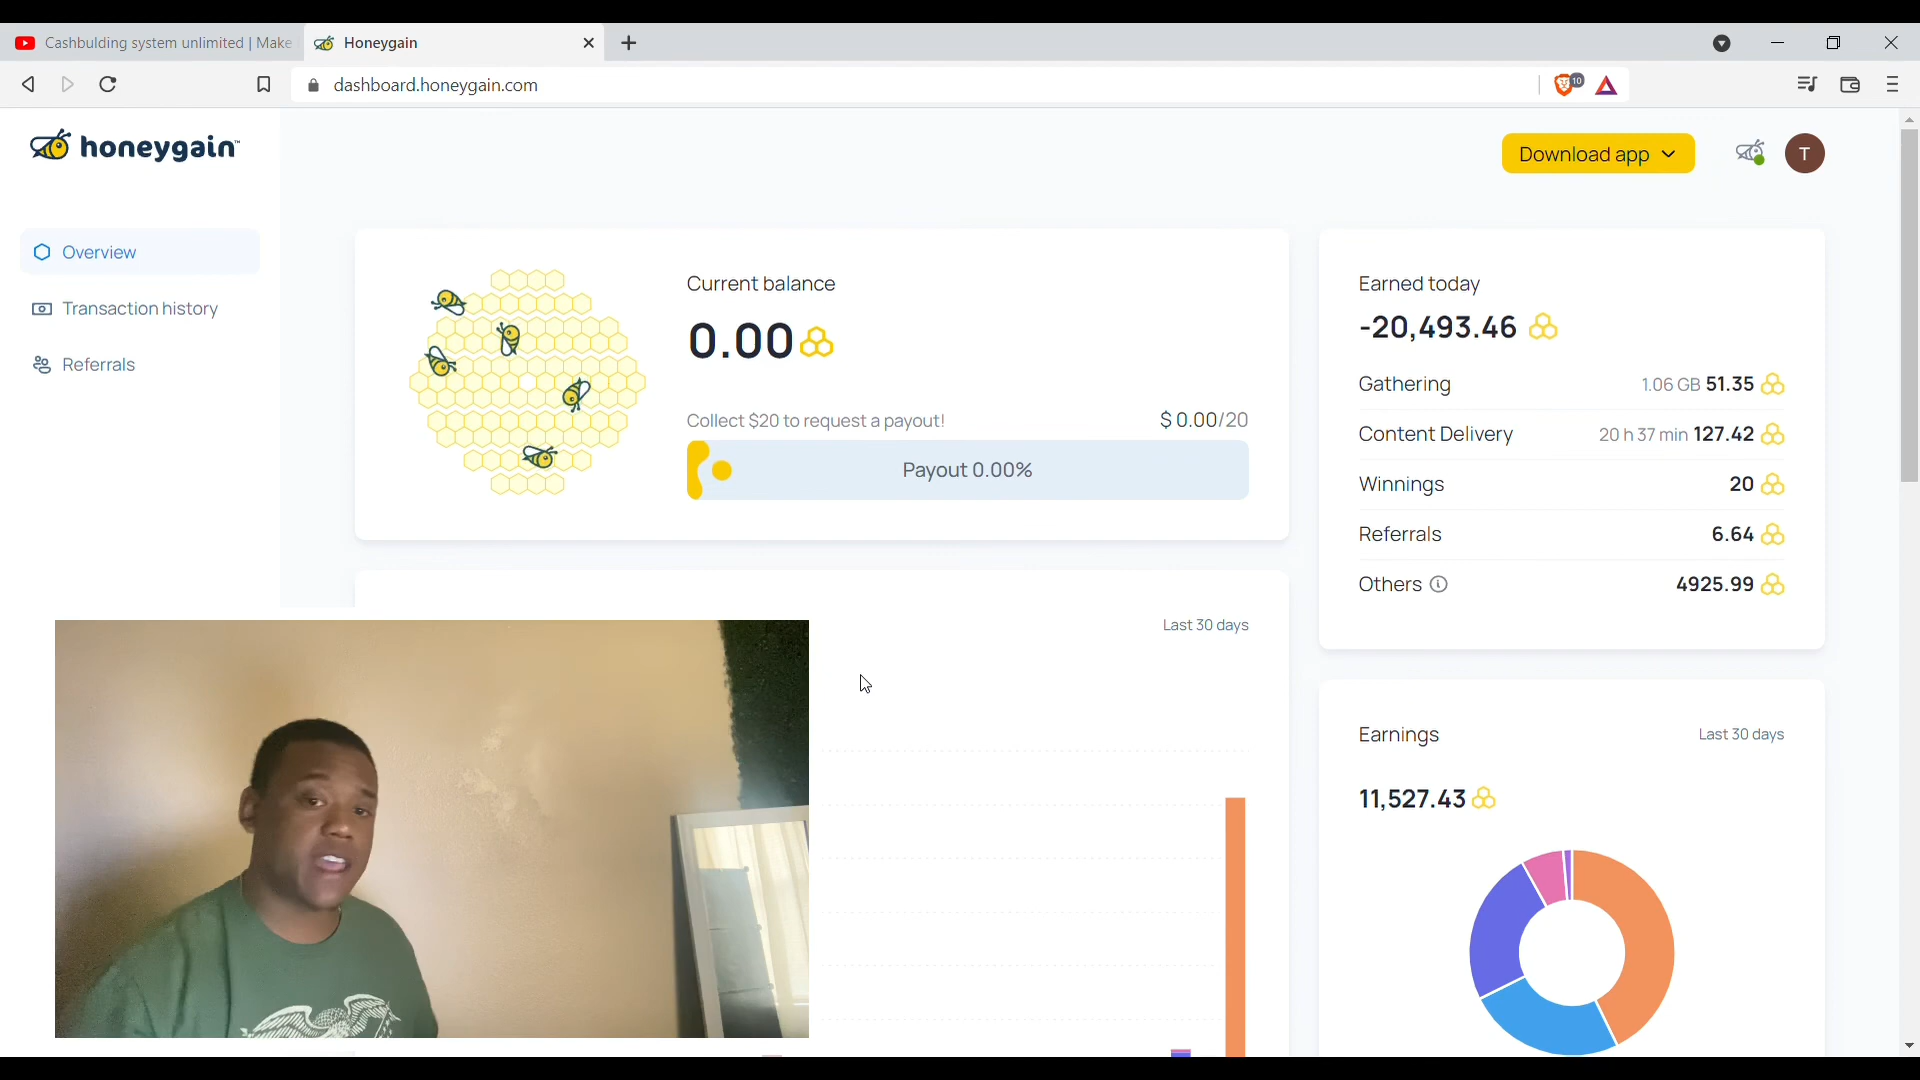 Cashbulding system unlimited | Make
Honeygain
dashboard.honeygain.com
10
honeygain™
Download app
T
Overview
Transaction history
Referrals
Current balance
0.00
Collect $20 to request a payout!
$ 0.00/20
Payout 0.00%
Earned today
-20,493.46
Gathering
1.06 GB 51.35
Content Delivery
20 h 37 min 127.42
Winnings
20
Referrals
6.64
Others
4925.99
Last 30 days
Earnings
Last 30 days
11,527.43